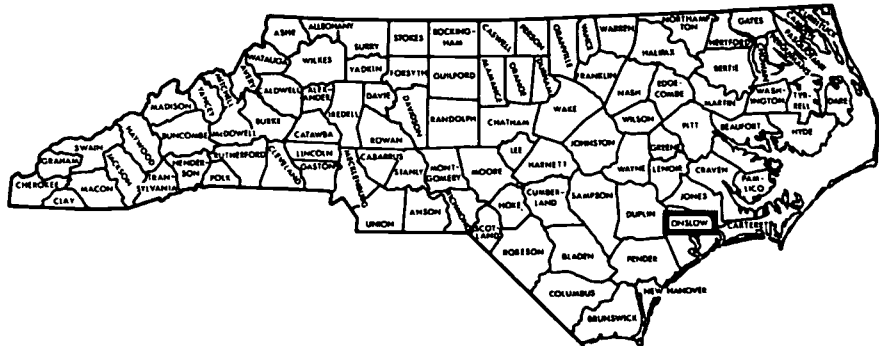 ASHE
ALLEGHANY
SURRY
STOKES
ROCKING-
HAM
CASWELL
PERSON
GRANVILLE
VANCE
WARREN
NORTHAMP
TON
GATES
HERTFORD
HALIFAX
BERTIE
WATAUGA
WILKES
YADKIN
FORSYTH
GUILFORD
ALAMANCE
ORANGE
DURHAM
FRANKLIN
NASH
EDGE-
COMBE
MARTIN
WASH-
INGTON
TYR-
RELL
DARE
MADISON
YANCEY
MITCHELL
AVERY
CALDWELL
ALEX-
ANDER
IREDELL
DAVIE
DAVIDSON
RANDOLPH
CHATHAM
WAKE
WILSON
PITT
BEAUFORT
HYDE
SWAIN
HAYWOOD
BUNCOMBE
McDOWELL
BURKE
CATAWBA
ROWAN
LEE
JOHNSTON
GREENE
GRAHAM
JACKSON
HENDER-
SON
RUTHERFORD
CLEVELAND
LINCOLN
GASTON
MECKLENBURG
CABARRUS
STANLY
MONT-
GOMERY
MOORE
HARNETT
WAYNE
LENOIR
CRAVEN
PAM-
LICO
CHEROKEE
CLAY
MACON
TRAN-
SYLVANIA
POLK
UNION
ANSON
RICHMOND
SCOT-
LAND
HOKE
CUMBER-
LAND
SAMPSON
DUPLIN
JONES
ONSLOW
CARTERET
ROBESON
BLADEN
PENDER
COLUMBUS
NEW HANOVER
BRUNSWICK